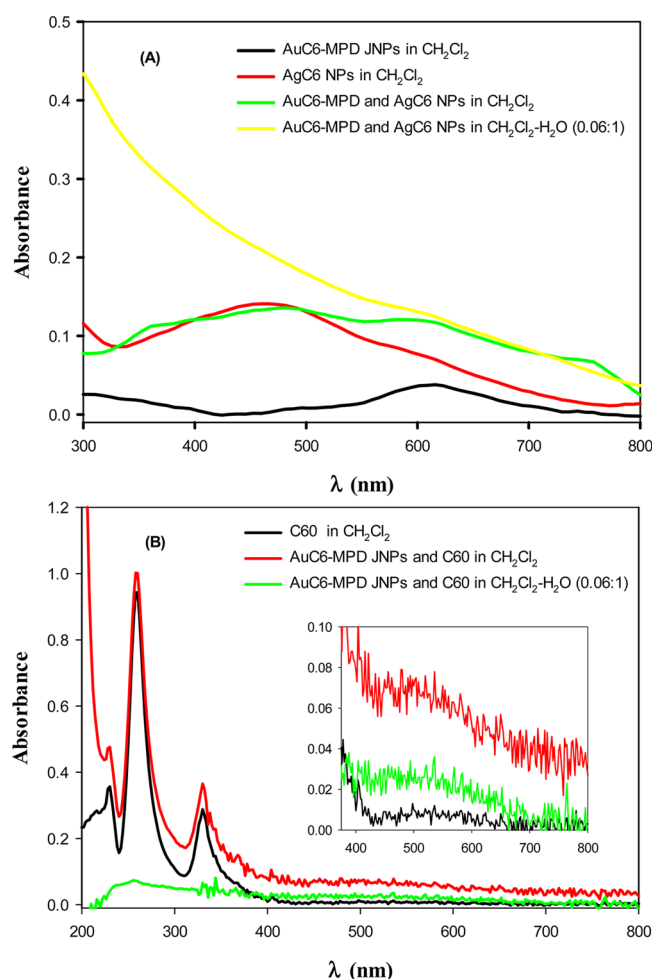 (A)
AuC6-MPD JNPs in CH₂Cl₂
AgC6 NPs in CH₂Cl₂
AuC6-MPD and AgC6 NPs in CH₂Cl₂
AuC6-MPD and AgC6 NPs in CH₂Cl₂-H₂O (0.06:1)
Absorbance
0.5
0.4
0.3
0.2
0.1
0.0
300 400 500 600 700 800
λ (nm)
(B)
C60 in CH₂Cl₂
AuC6-MPD JNPs and C60 in CH₂Cl₂
AuC6-MPD JNPs and C60 in CH₂Cl₂-H₂O (0.06:1)
Absorbance
1.2
1.0
0.8
0.6
0.4
0.2
0.0
0.10
0.08
0.06
0.04
0.02
0.00
400 500 600 700 800
200 300 400 500 600 700 800
λ (nm)